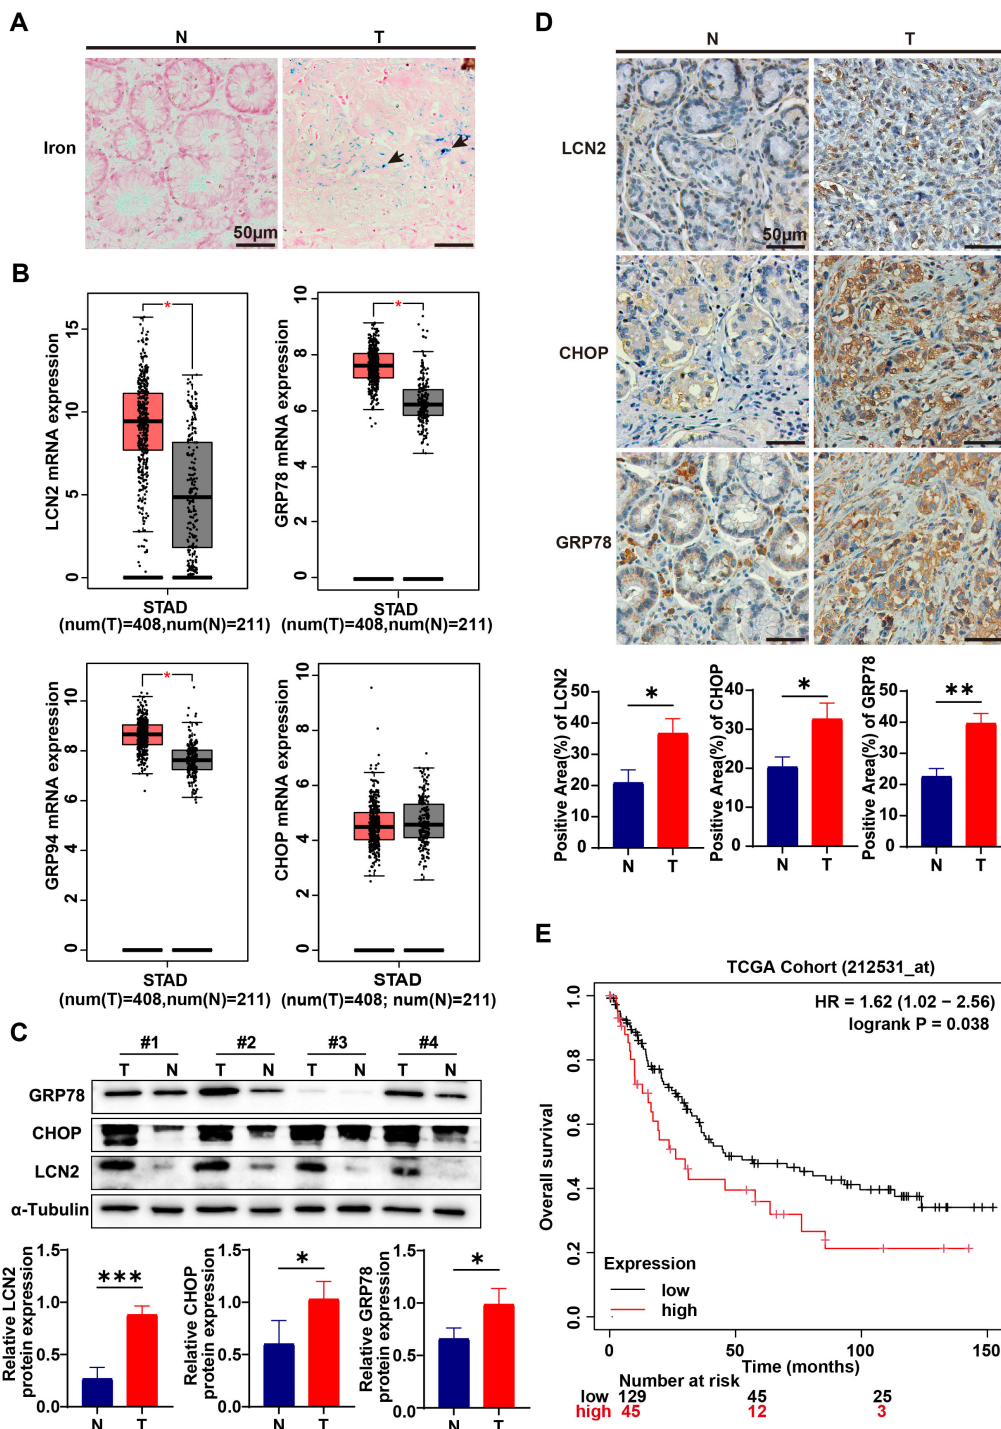 A
N T
Iron
50µm
B
LCN2 mRNA expression
0 5 10 15
*
STAD
(num(T)=408,num(N)=211)
GRP78 mRNA expression
0 2 4 6 8 10
*
STAD
(num(T)=408,num(N)=211)
GRP94 mRNA expression
0 2 4 6 8 10
*
STAD
(num(T)=408,num(N)=211)
CHOP mRNA expression
0 2 4 6 8 10
STAD
(num(T)=408; num(N)=211)
C
#1 #2 #3 #4
T N T N T N T N
GRP78
CHOP
LCN2
α-Tubulin
Relative LCN2
protein expression
1.5
1.0
0.5
0.0
***
N T
Relative CHOP
protein expression
1.5
1.0
0.5
0.0
*
N T
Relative GRP78
protein expression
1.5
1.0
0.5
0.0
*
N T
D
N T
LCN2
50µm
CHOP
GRP78
Positive Area(%) of LCN2
50
40
30
20
10
0
*
N T
Positive Area(%) of CHOP
40
30
20
10
0
*
N T
Positive Area(%) of GRP78
50
40
30
20
10
0
**
N T
E
TCGA Cohort (212531_at)
HR = 1.62 (1.02 − 2.56)
logrank P = 0.038
Overall survival
1.0
0.8
0.6
0.4
0.2
0.0
Expression
low
high
0 50 100 150
Time (months)
Number at risk
low 129 45 25
high 45 12 3